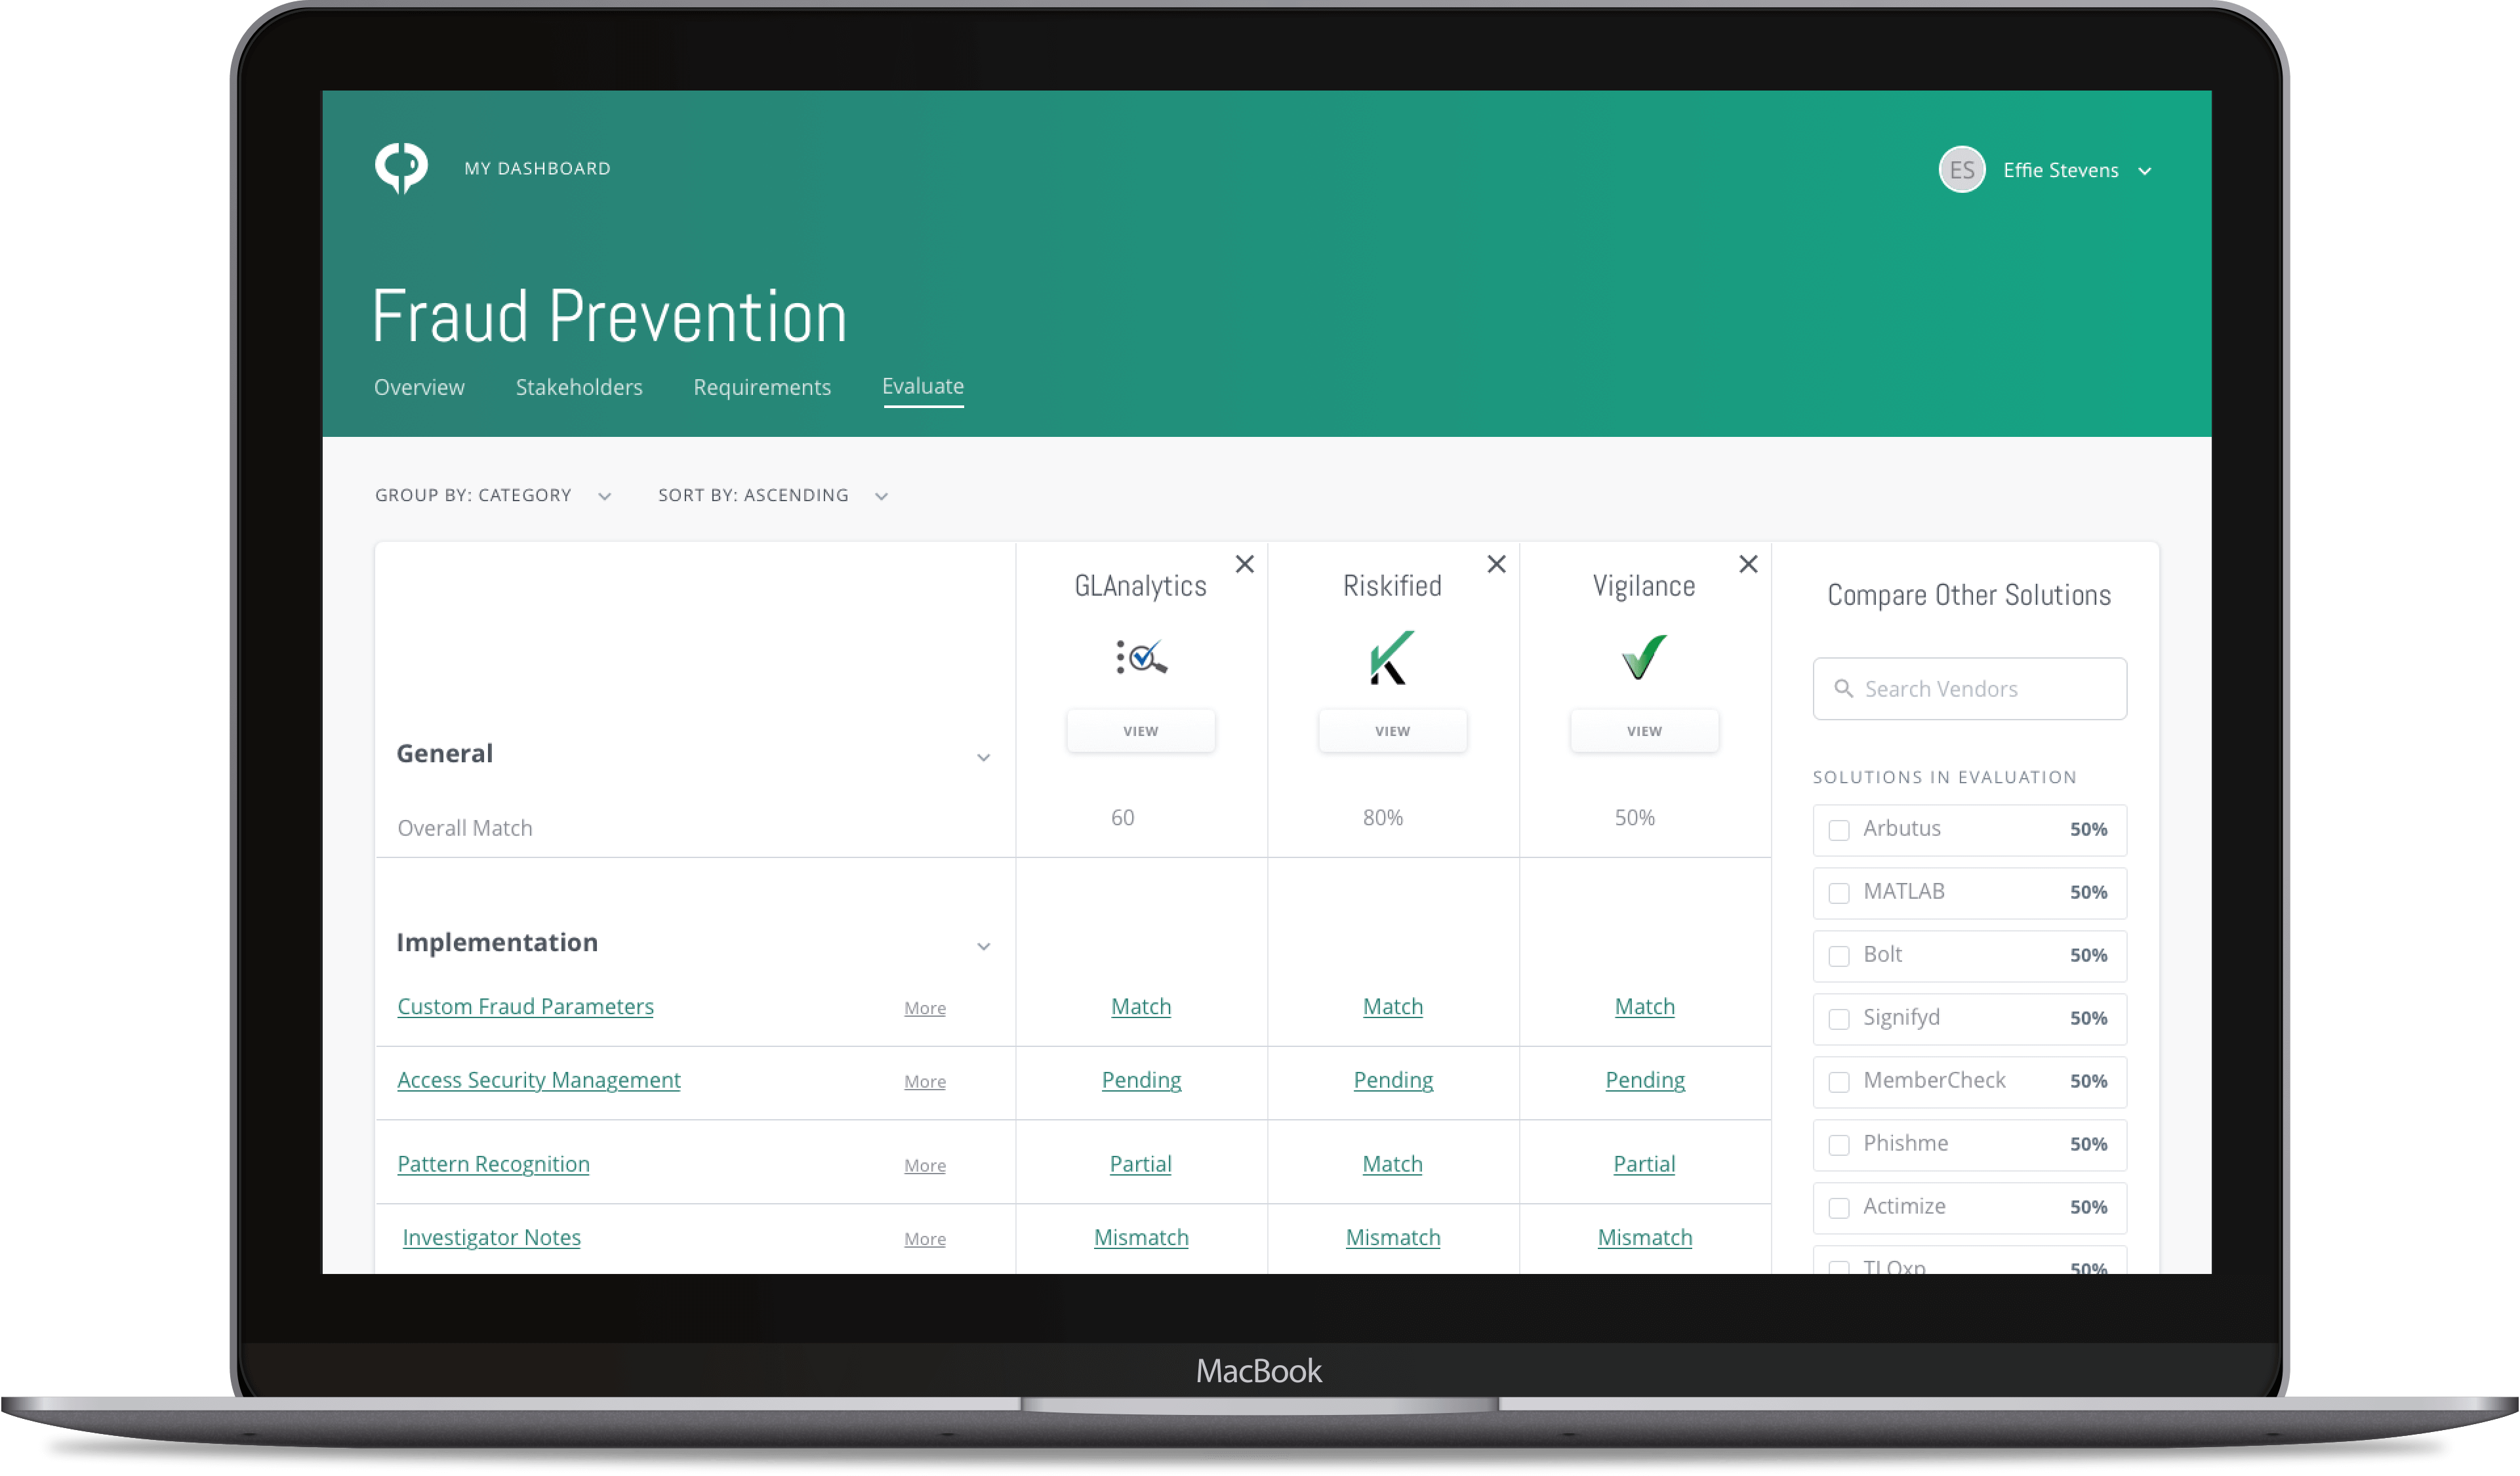 MY DASHBOARD
ES Effie Stevens
Fraud Prevention
Overview Stakeholders Requirements Evaluate
GROUP BY: CATEGORY SORT BY: ASCENDING
GLAnalytics Riskified Vigilance
VIEW VIEW VIEW
General
Overall Match 60 80% 50%
Implementation
Custom Fraud Parameters More Match Match Match
Access Security Management More Pending Pending Pending
Pattern Recognition More Partial Match Partial
Investigator Notes More Mismatch Mismatch Mismatch
Compare Other Solutions
Search Vendors
SOLUTIONS IN EVALUATION
Arbutus 50%
MATLAB 50%
Bolt 50%
Signifyd 50%
MemberCheck 50%
Phishme 50%
Actimize 50%
TLOxp 50%
MacBook